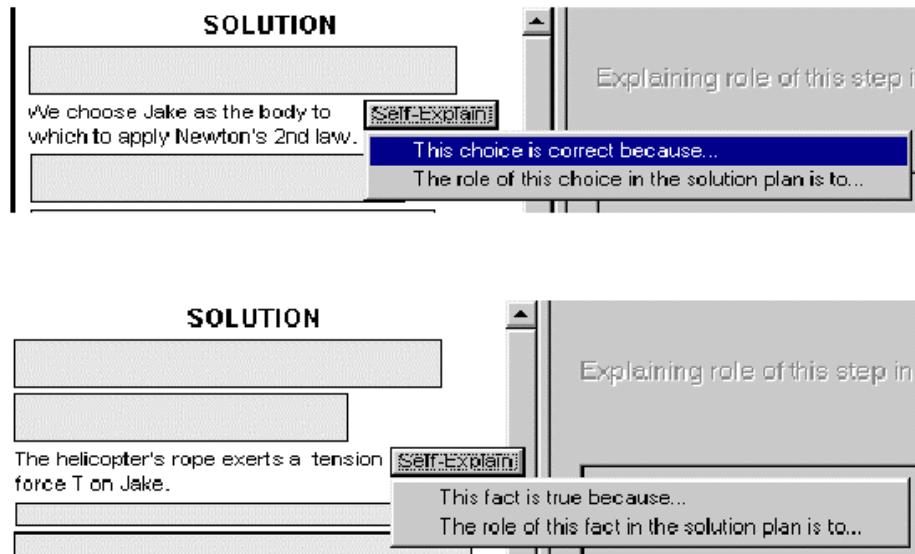 SOLUTION
Explaining role of this step i
We choose Jake as the body to
which to apply Newton's 2nd law.
Self-Explain
This choice is correct because...
The role of this choice in the solution plan is to...
SOLUTION
Explaining role of this step in
The helicopter's rope exerts a tension
force T on Jake.
Self-Explain
This fact is true because...
The role of this fact in the solution plan is to...